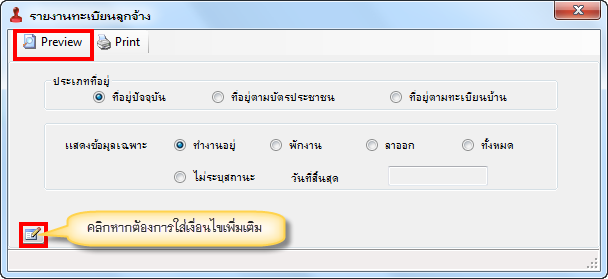 รายงานทะเบียนลูกจ้าง
Preview Print
ประเภทที่อยู่
ที่อยู่ปัจจุบัน ที่อยู่ตามบัตรประชาชน ที่อยู่ตามทะเบียนบ้าน
แสดงข้อมูลเฉพาะ ทำงานอยู่ พักงาน ลาออก ทั้งหมด
ไม่ระบุสถานะ วันที่สิ้นสุด
คลิกหากต้องการใส่เงื่อนไขเพิ่มเติม